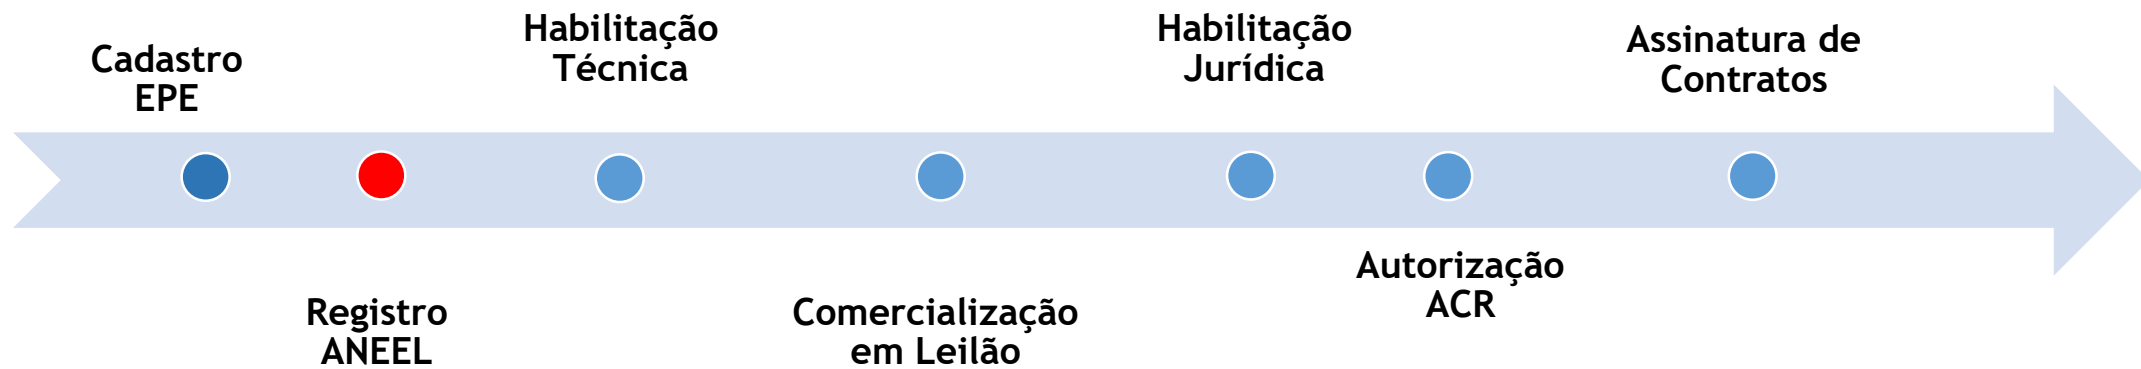 Cadastro
EPE
Registro
ANEEL
Habilitação
Técnica
Comercialização
em Leilão
Habilitação
Jurídica
Autorização
ACR
Assinatura de
Contratos